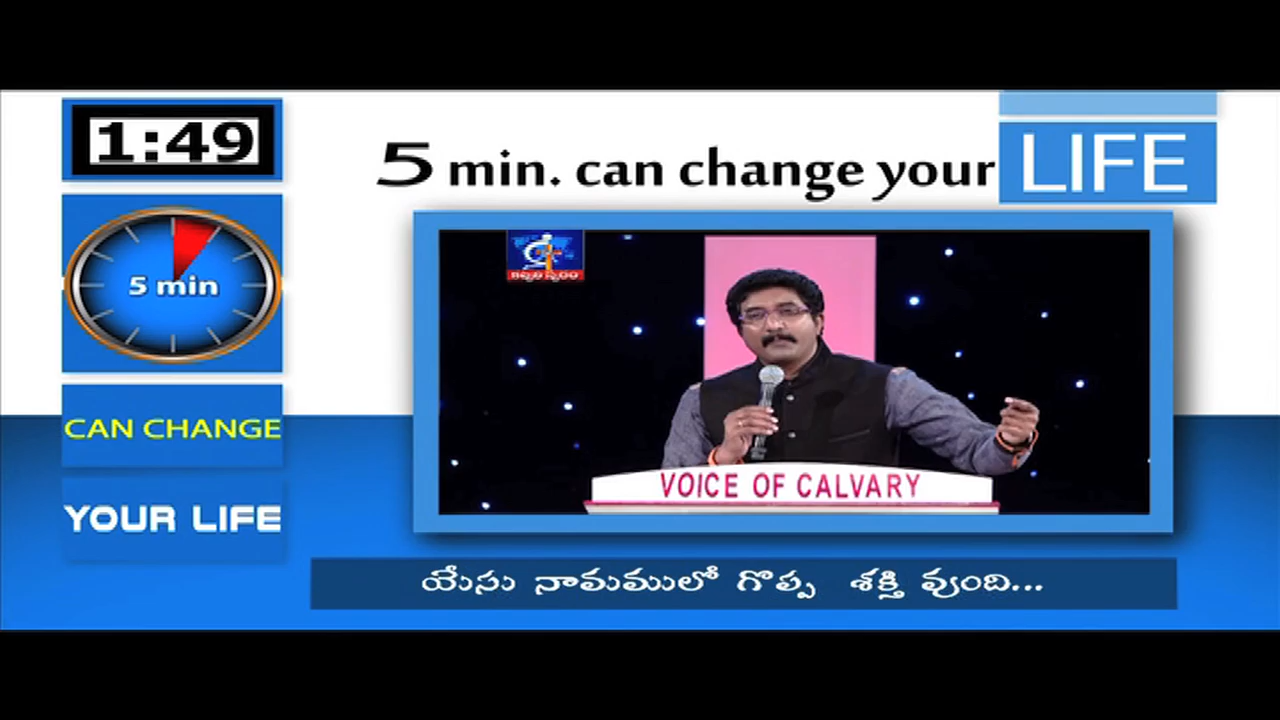 1:49
5 min. can change your LIFE
5 min
CAN CHANGE
YOUR LIFE
VOICE OF CALVARY
యేసు నామములో గొప్ప శక్తి వుంది...